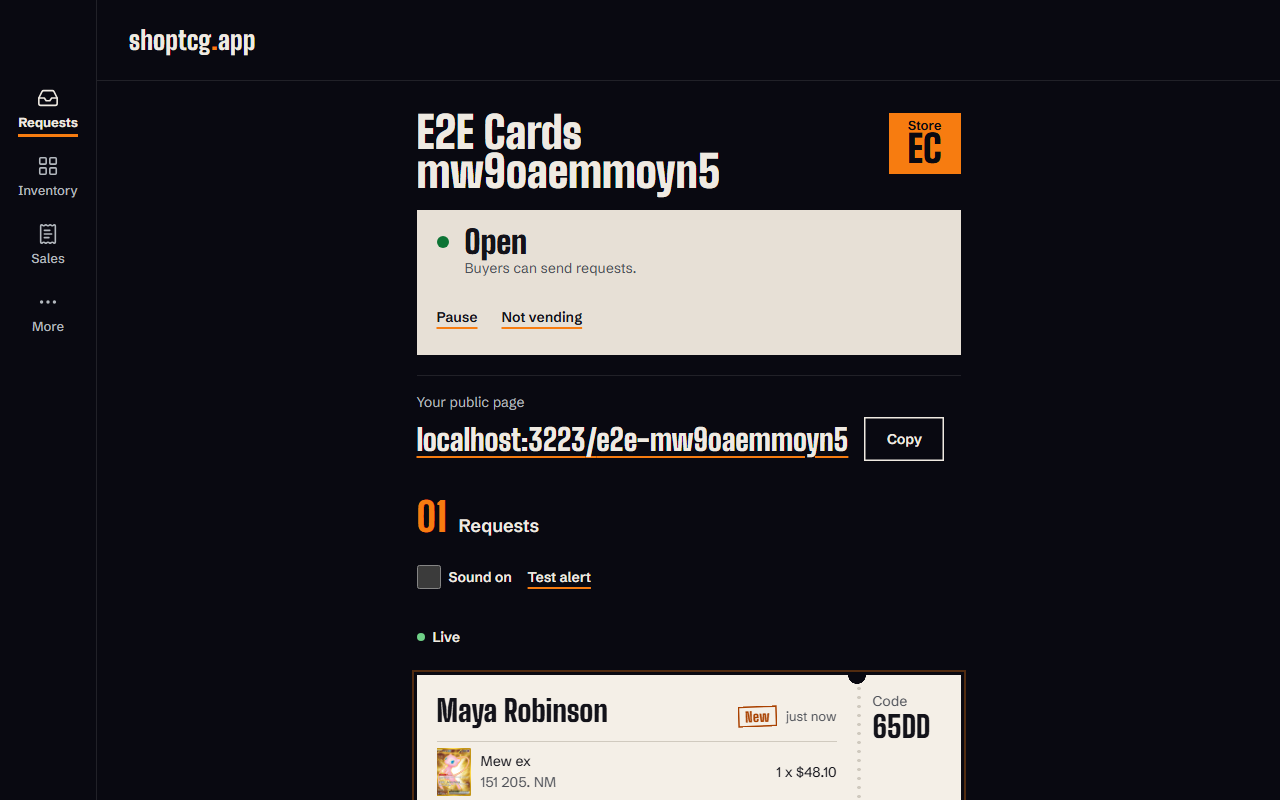 shoptcg.app
Requests
Inventory
Sales
More
E2E Cards
mw9oaemmoyn5
Store
EC
Open
Buyers can send requests.
Pause Not vending
Your public page
localhost:3223/e2e-mw9oaemmoyn5 Copy
01 Requests
Sound on Test alert
Live
Maya Robinson New just now
Code
65DD
Mew ex
151 205. NM
1 x $48.10